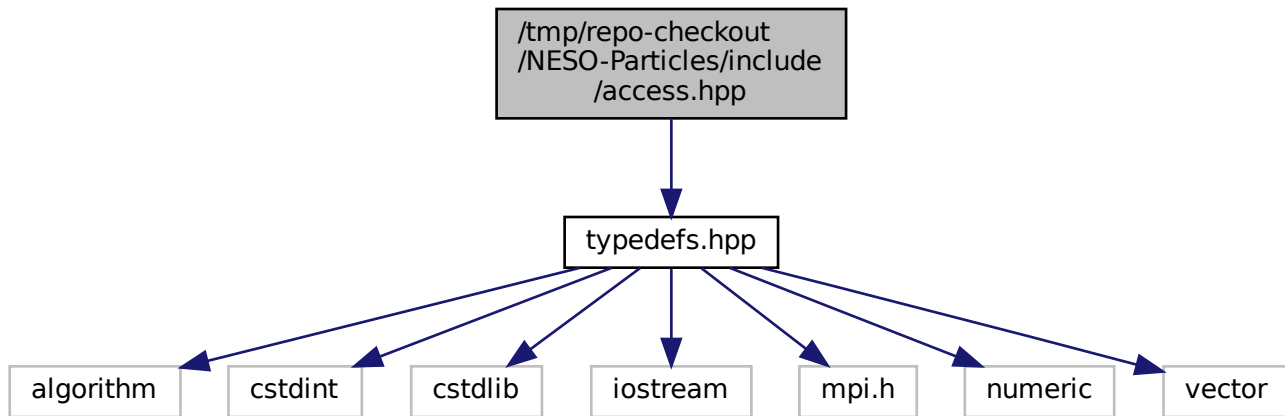 /tmp/repo-checkout
/NESO-Particles/include
/access.hpp
typedefs.hpp
algorithm
cstdint
cstdlib
iostream
mpi.h
numeric
vector